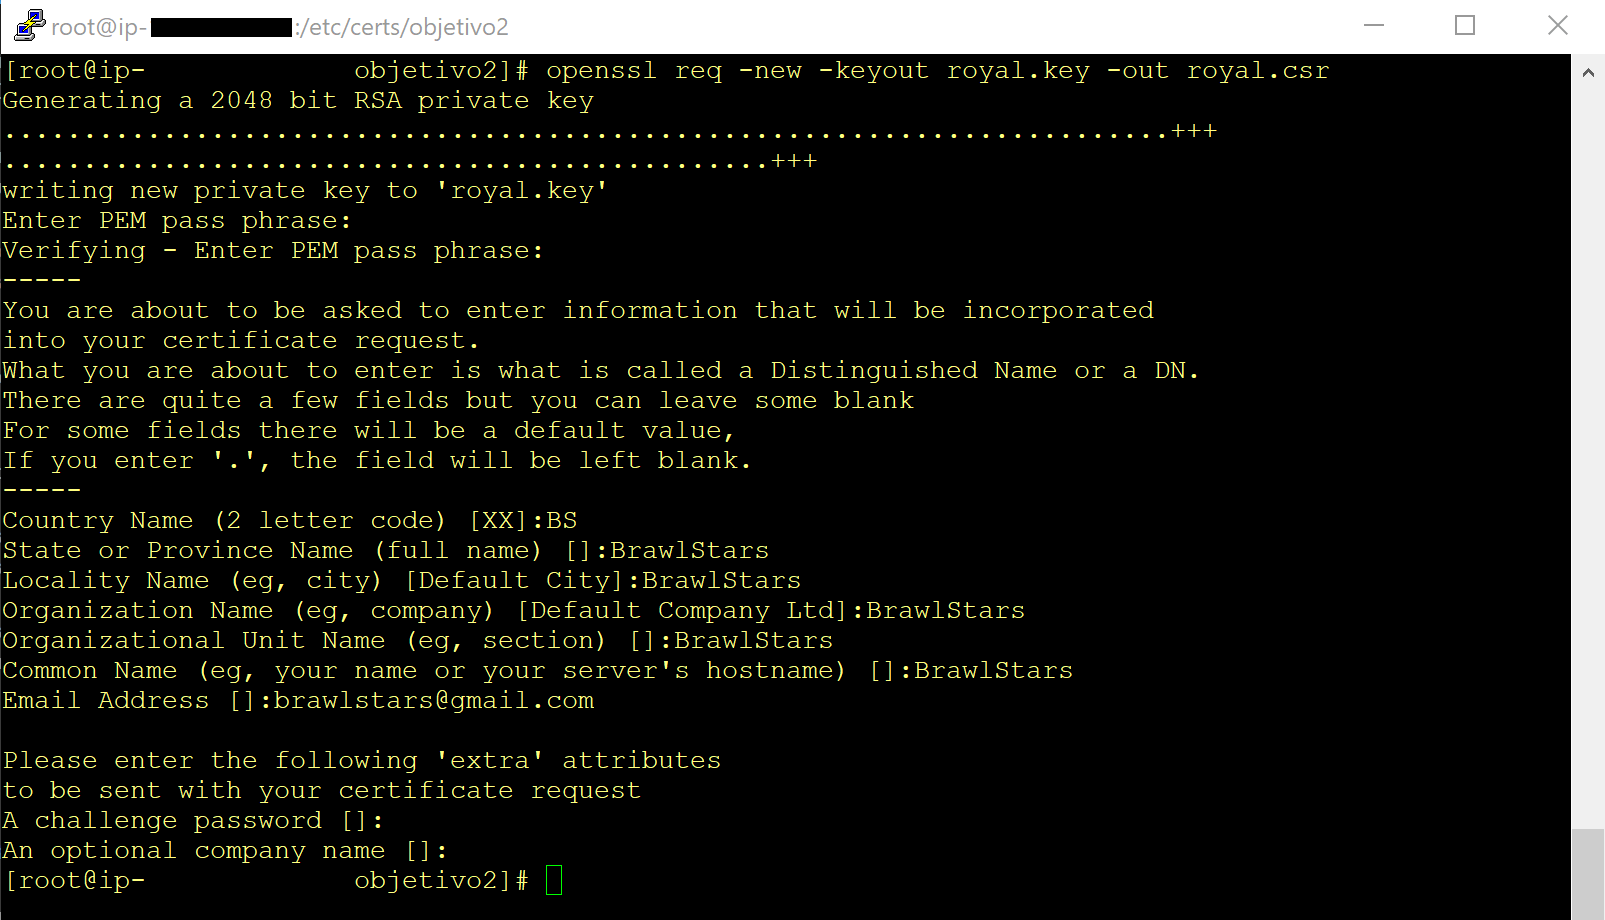 root@ip- :/etc/certs/objetivo2
[root@ip- objetivo2]# openssl req -new -keyout royal.key -out royal.csr
Generating a 2048 bit RSA private key
.........................................................................+++
................................................+++
writing new private key to 'royal.key'
Enter PEM pass phrase:
Verifying - Enter PEM pass phrase:
-----
You are about to be asked to enter information that will be incorporated
into your certificate request.
What you are about to enter is what is called a Distinguished Name or a DN.
There are quite a few fields but you can leave some blank
For some fields there will be a default value,
If you enter '.', the field will be left blank.
-----
Country Name (2 letter code) [XX]:BS
State or Province Name (full name) []:BrawlStars
Locality Name (eg, city) [Default City]:BrawlStars
Organization Name (eg, company) [Default Company Ltd]:BrawlStars
Organizational Unit Name (eg, section) []:BrawlStars
Common Name (eg, your name or your server's hostname) []:BrawlStars
Email Address []:brawlstars@gmail.com
Please enter the following 'extra' attributes
to be sent with your certificate request
A challenge password []:
An optional company name []:
[root@ip- objetivo2]#